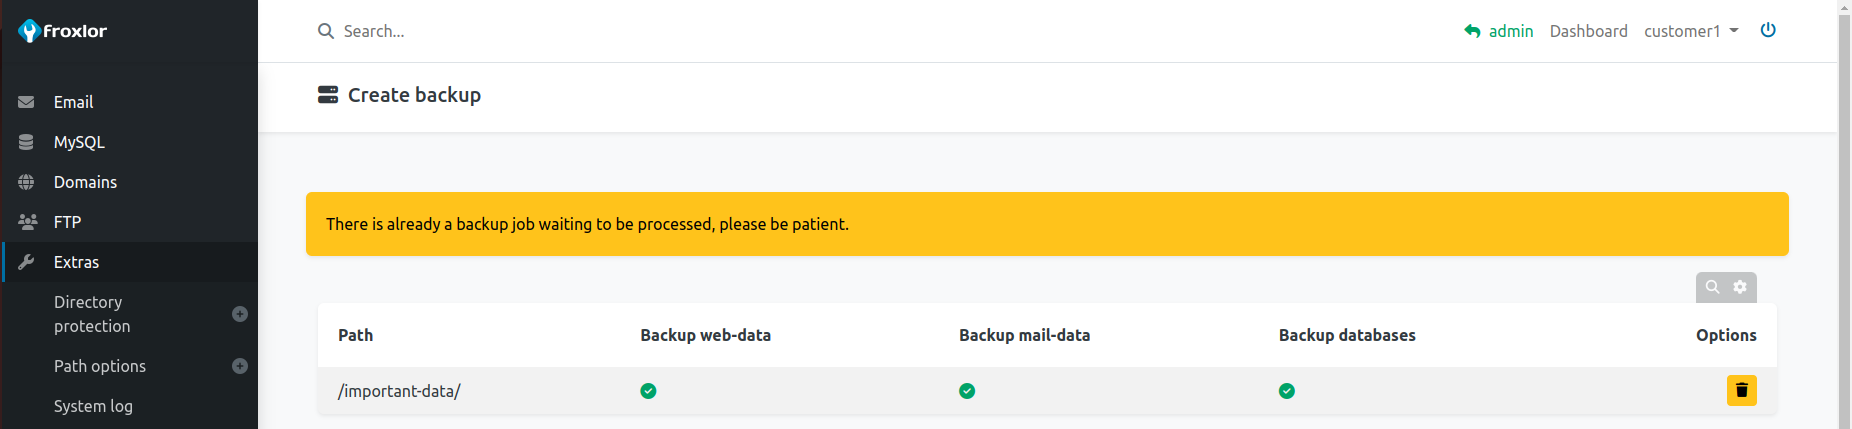 froxlor
Search...
admin Dashboard customer1
Email
MySQL
Domains
FTP
Extras
Directory
protection
Path options
System log
Create backup
There is already a backup job waiting to be processed, please be patient.
Path Backup web-data Backup mail-data Backup databases Options
/important-data/